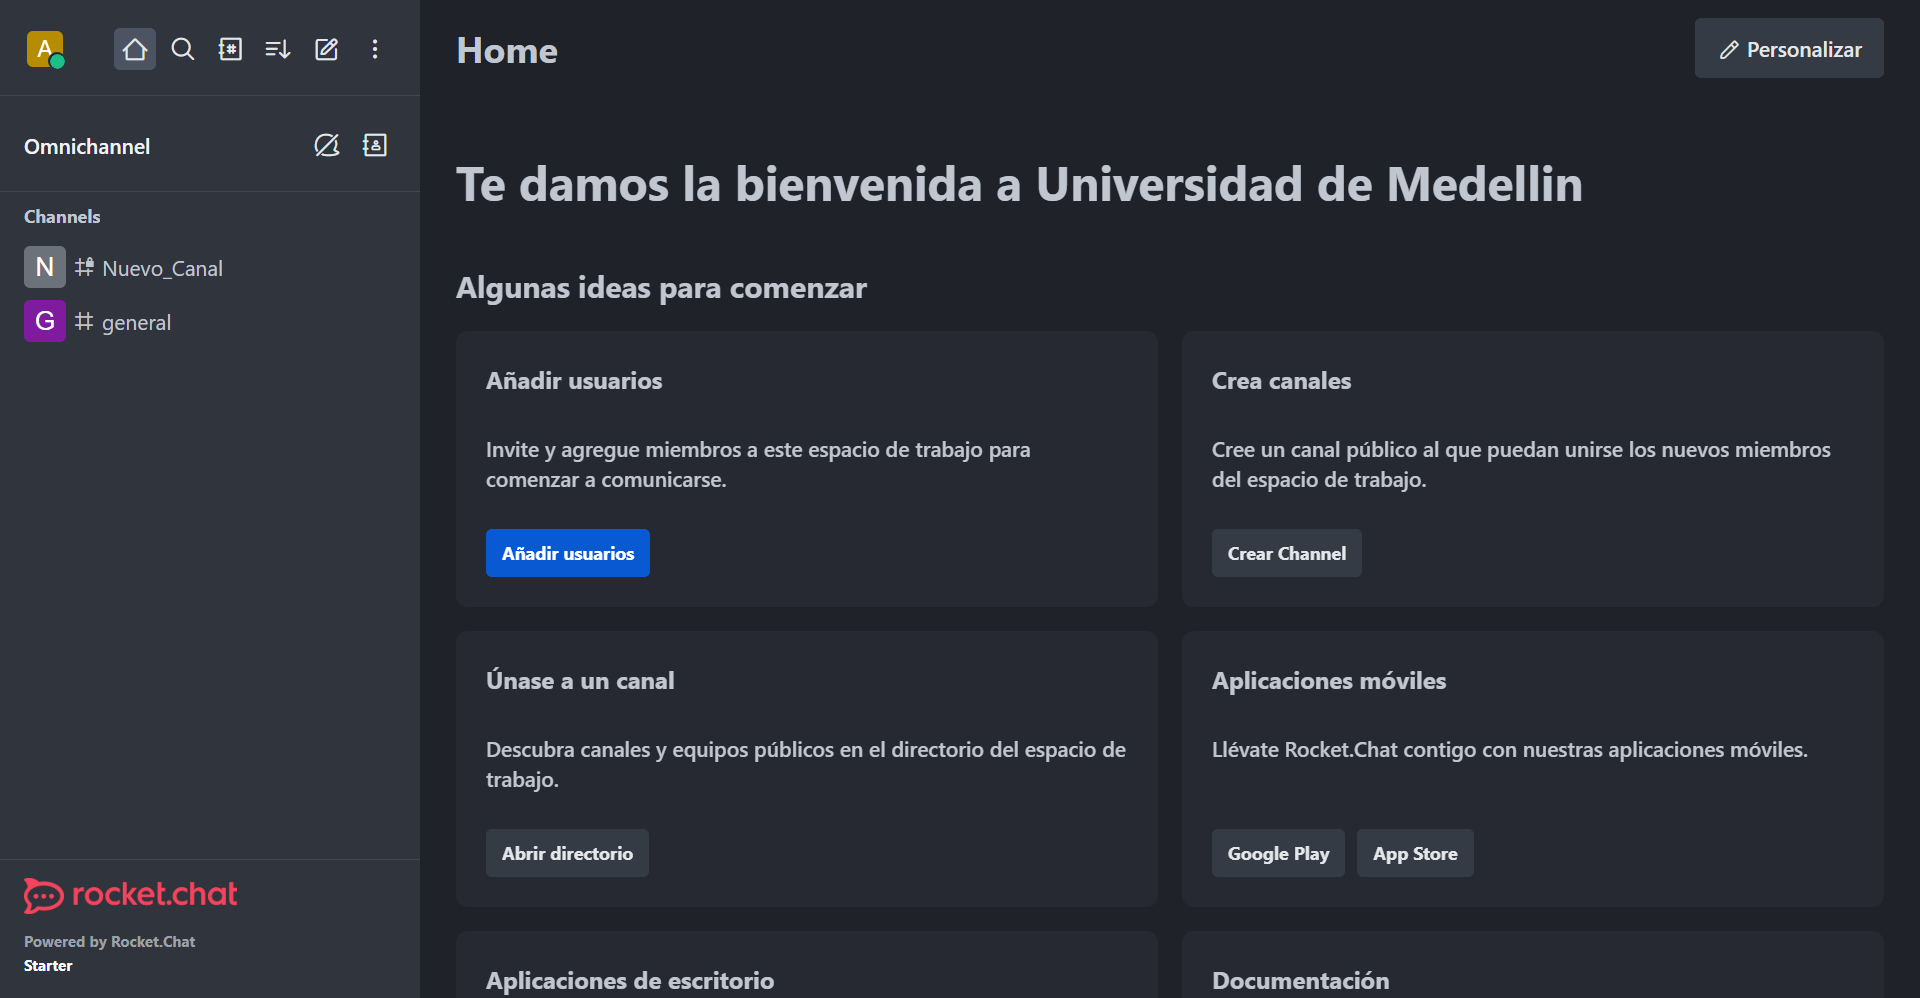 A
Home
Personalizar
Omnichannel
Te damos la bienvenida a Universidad de Medellin
Channels
N Nuevo_Canal
G general
Algunas ideas para comenzar
Añadir usuarios
Invite y agregue miembros a este espacio de trabajo para
comenzar a comunicarse.
Añadir usuarios
Crea canales
Cree un canal público al que puedan unirse los nuevos miembros
del espacio de trabajo.
Crear Channel
Únase a un canal
Descubra canales y equipos públicos en el directorio del espacio de
trabajo.
Abrir directorio
Aplicaciones móviles
Llévate Rocket.Chat contigo con nuestras aplicaciones móviles.
Google Play
App Store
Aplicaciones de escritorio
Documentación
rocket.chat
Powered by Rocket.Chat
Starter